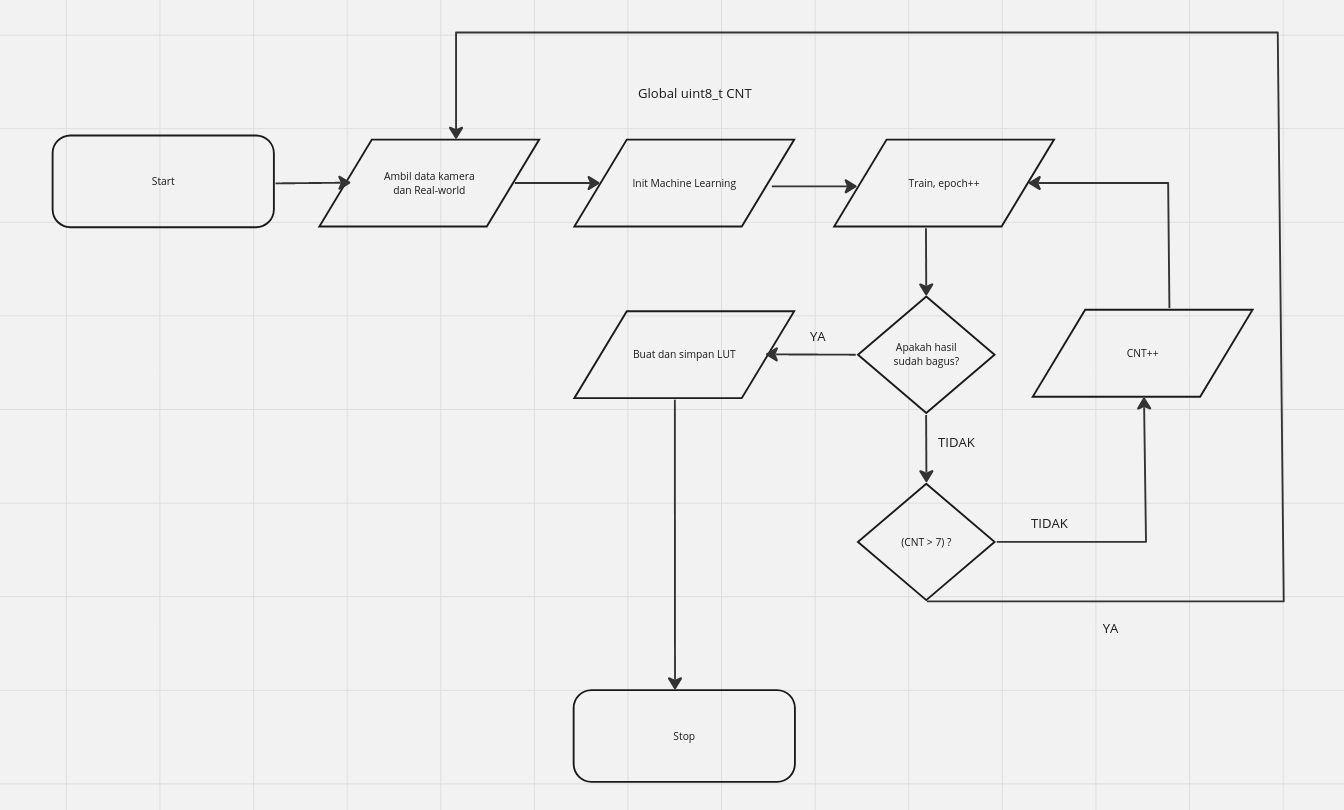 Global uint8_t CNT
Start
Ambil data kamera
dan Real-world
Init Machine Learning
Train, epoch++
Buat dan simpan LUT
YA
Apakah hasil
sudah bagus?
CNT++
TIDAK
(CNT > 7) ?
TIDAK
YA
Stop